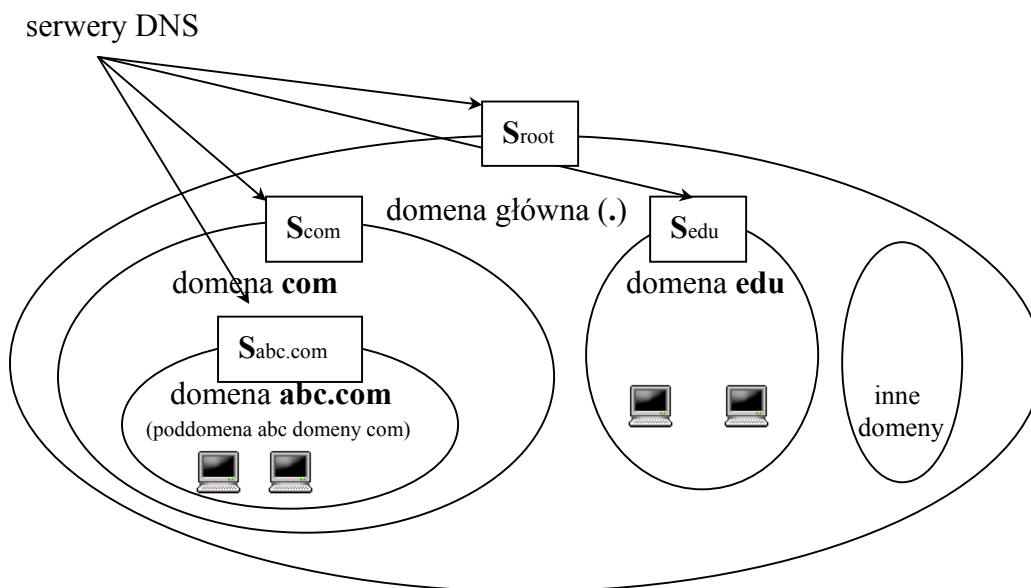 serwery DNS
Sroot
domena główna (.)
Scom
Sedu
domena com
domena edu
Sabc.com
domena abc.com
(poddomena abc domeny com)
inne
domeny